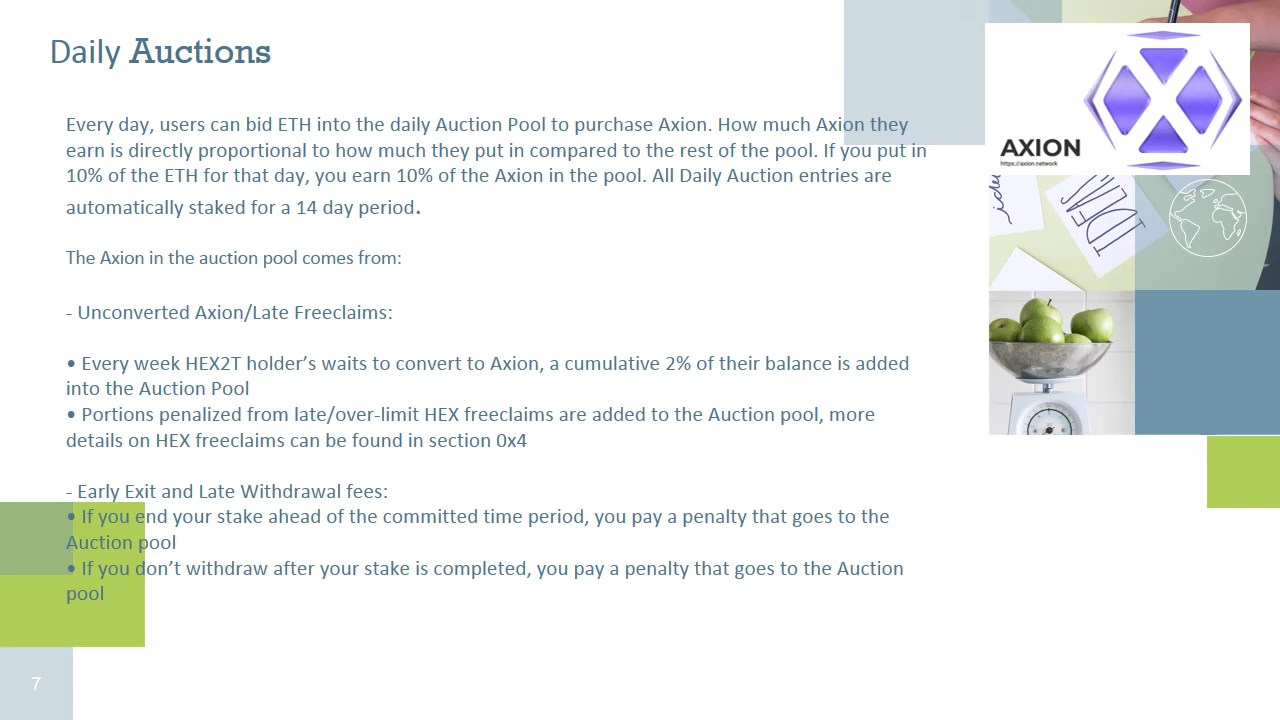 Daily Auctions
AXION
https://axion.network
Every day, users can bid ETH into the daily Auction Pool to purchase Axion. How much Axion they
earn is directly proportional to how much they put in compared to the rest of the pool. If you put in
10% of the ETH for that day, you earn 10% of the Axion in the pool. All Daily Auction entries are
automatically staked for a 14 day period.
The Axion in the auction pool comes from:
- Unconverted Axion/Late Freeclaims:
• Every week HEX2T holder’s waits to convert to Axion, a cumulative 2% of their balance is added
into the Auction Pool
• Portions penalized from late/over-limit HEX freeclaims are added to the Auction pool, more
details on HEX freeclaims can be found in section 0x4
- Early Exit and Late Withdrawal fees:
• If you end your stake ahead of the committed time period, you pay a penalty that goes to the
Auction pool
• If you don’t withdraw after your stake is completed, you pay a penalty that goes to the Auction
pool
7